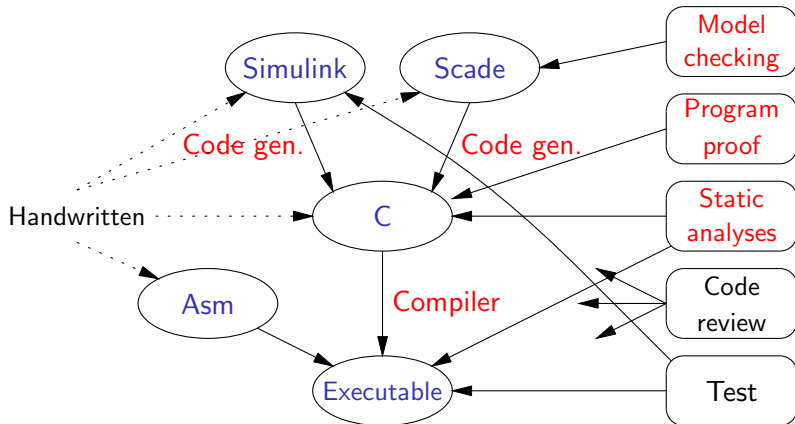 Simulink
Scade
Model
checking
Code gen.
Code gen.
Program
proof
Handwritten
C
Static
analyses
Asm
Compiler
Code
review
Executable
Test